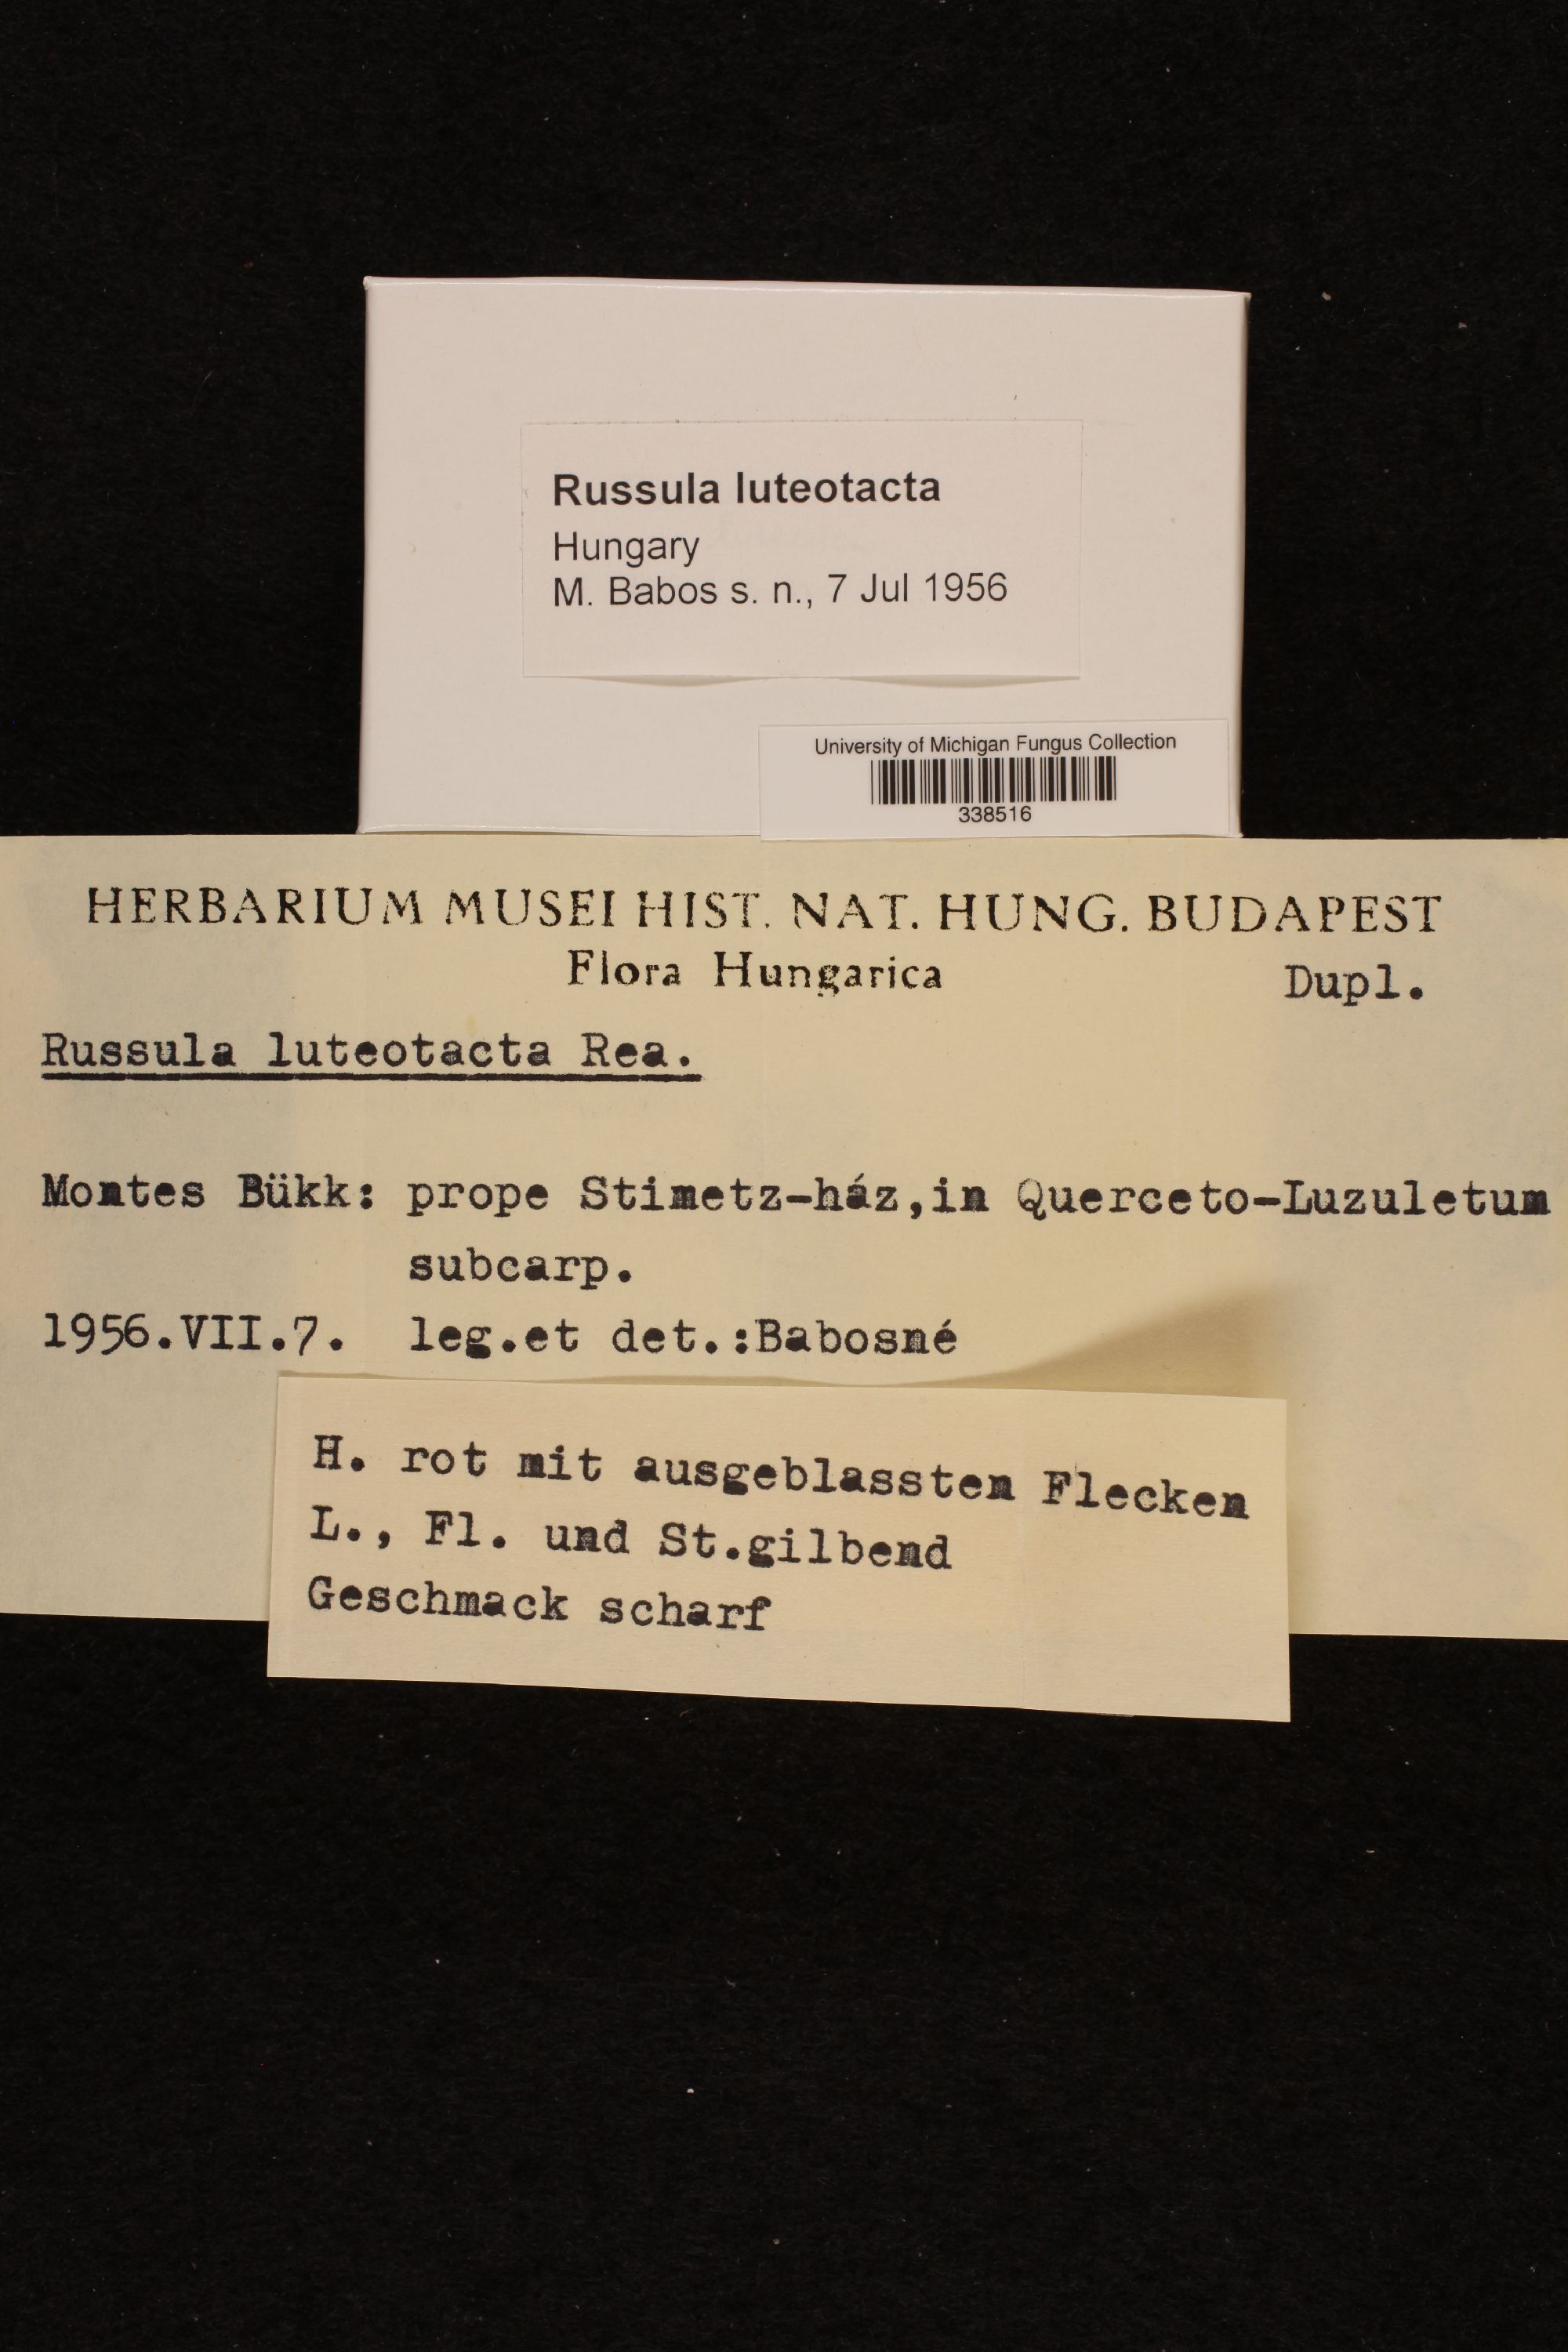 Russula luteotacta
Hungary
M. Babos s. n., 7 Jul 1956
University of Michigan Fungus Collection
338516
HERBARIUM MUSEI HIST. NAT. HUNG. BUDAPEST
Flora Hungarica
Dupl.
Russula luteotacta Rea.
Montes Bükk: prope Stimetz-ház,in Querceto-Luzuletum
subcarp.
1956.VII.7. leg.et det.:Babosné
H. rot mit ausgeblassten Flecken
L., Fl. und St.gilbend
Geschmack scharf